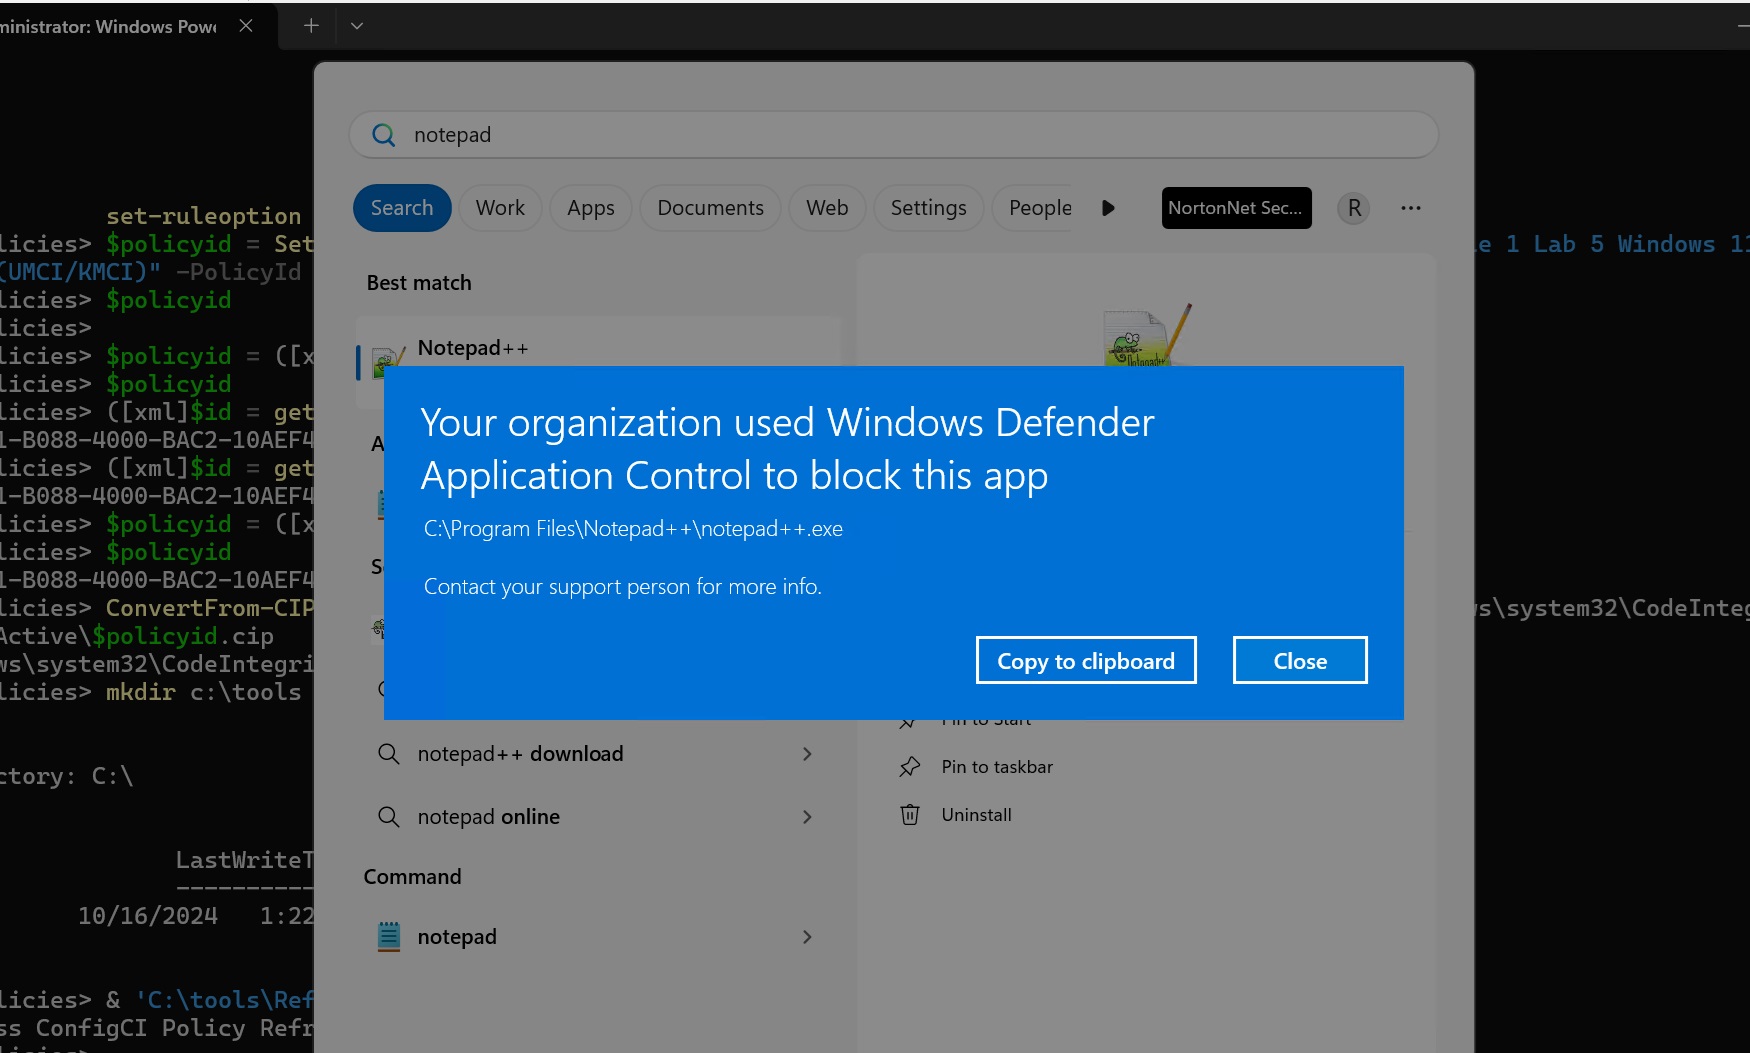 ministrator: Windows Pow
notepad
Search Work Apps Documents Web Settings People NortonNet Sec... R ...
set-ruleoption
licies> $policyid = Set
e 1 Lab 5 Windows 11
(UMCI/KMCI)" -PolicyId
licies> $policyid
licies>
licies> $policyid = ([x
licies> $policyid
licies> ([xml]$id = get
1-B088-4000-BAC2-10AEF4
licies> ([xml]$id = get
1-B088-4000-BAC2-10AEF4
licies> $policyid = ([x
licies> $policyid
1-B088-4000-BAC2-10AEF4
licies> ConvertFrom-CIP
s\system32\CodeInteg
Active\$policyid.cip
ws\system32\CodeIntegri
licies> mkdir c:\tools
ctory: C:\
LastWriteT
----------
10/16/2024 1:22
licies> & 'C:\tools\Ref
ss ConfigCI Policy Refr
Best match
Notepad++
Notepad++
A
S
Your organization used Windows Defender
Application Control to block this app
C:\Program Files\Notepad++\notepad++.exe
Contact your support person for more info.
Copy to clipboard Close
notepad++ download
notepad online
Command
notepad
Pin to Start
Pin to taskbar
Uninstall